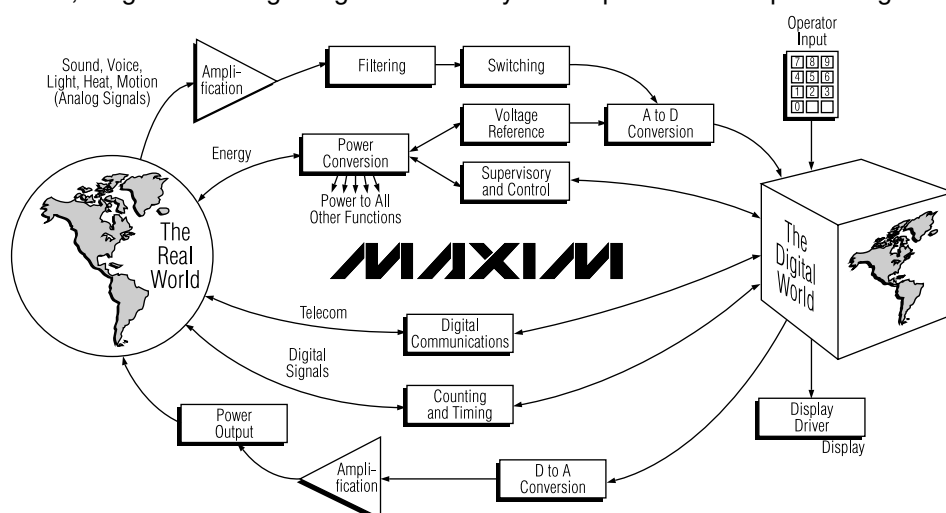 Operator
Input
7 8 9
4 5 6
1 2 3
0
Sound, Voice,
Light, Heat, Motion
(Analog Signals)
Ampli-
fication
Filtering
Switching
Voltage
Reference
A to D
Conversion
Energy
Power
Conversion
Supervisory
and Control
Power to All
Other Functions
The
Real
World
MAXIM
The
Digital
World
Telecom
Digital
Communications
Digital
Signals
Counting
and Timing
Power
Output
Display
Driver
Display
Ampli-
fication
D to A
Conversion